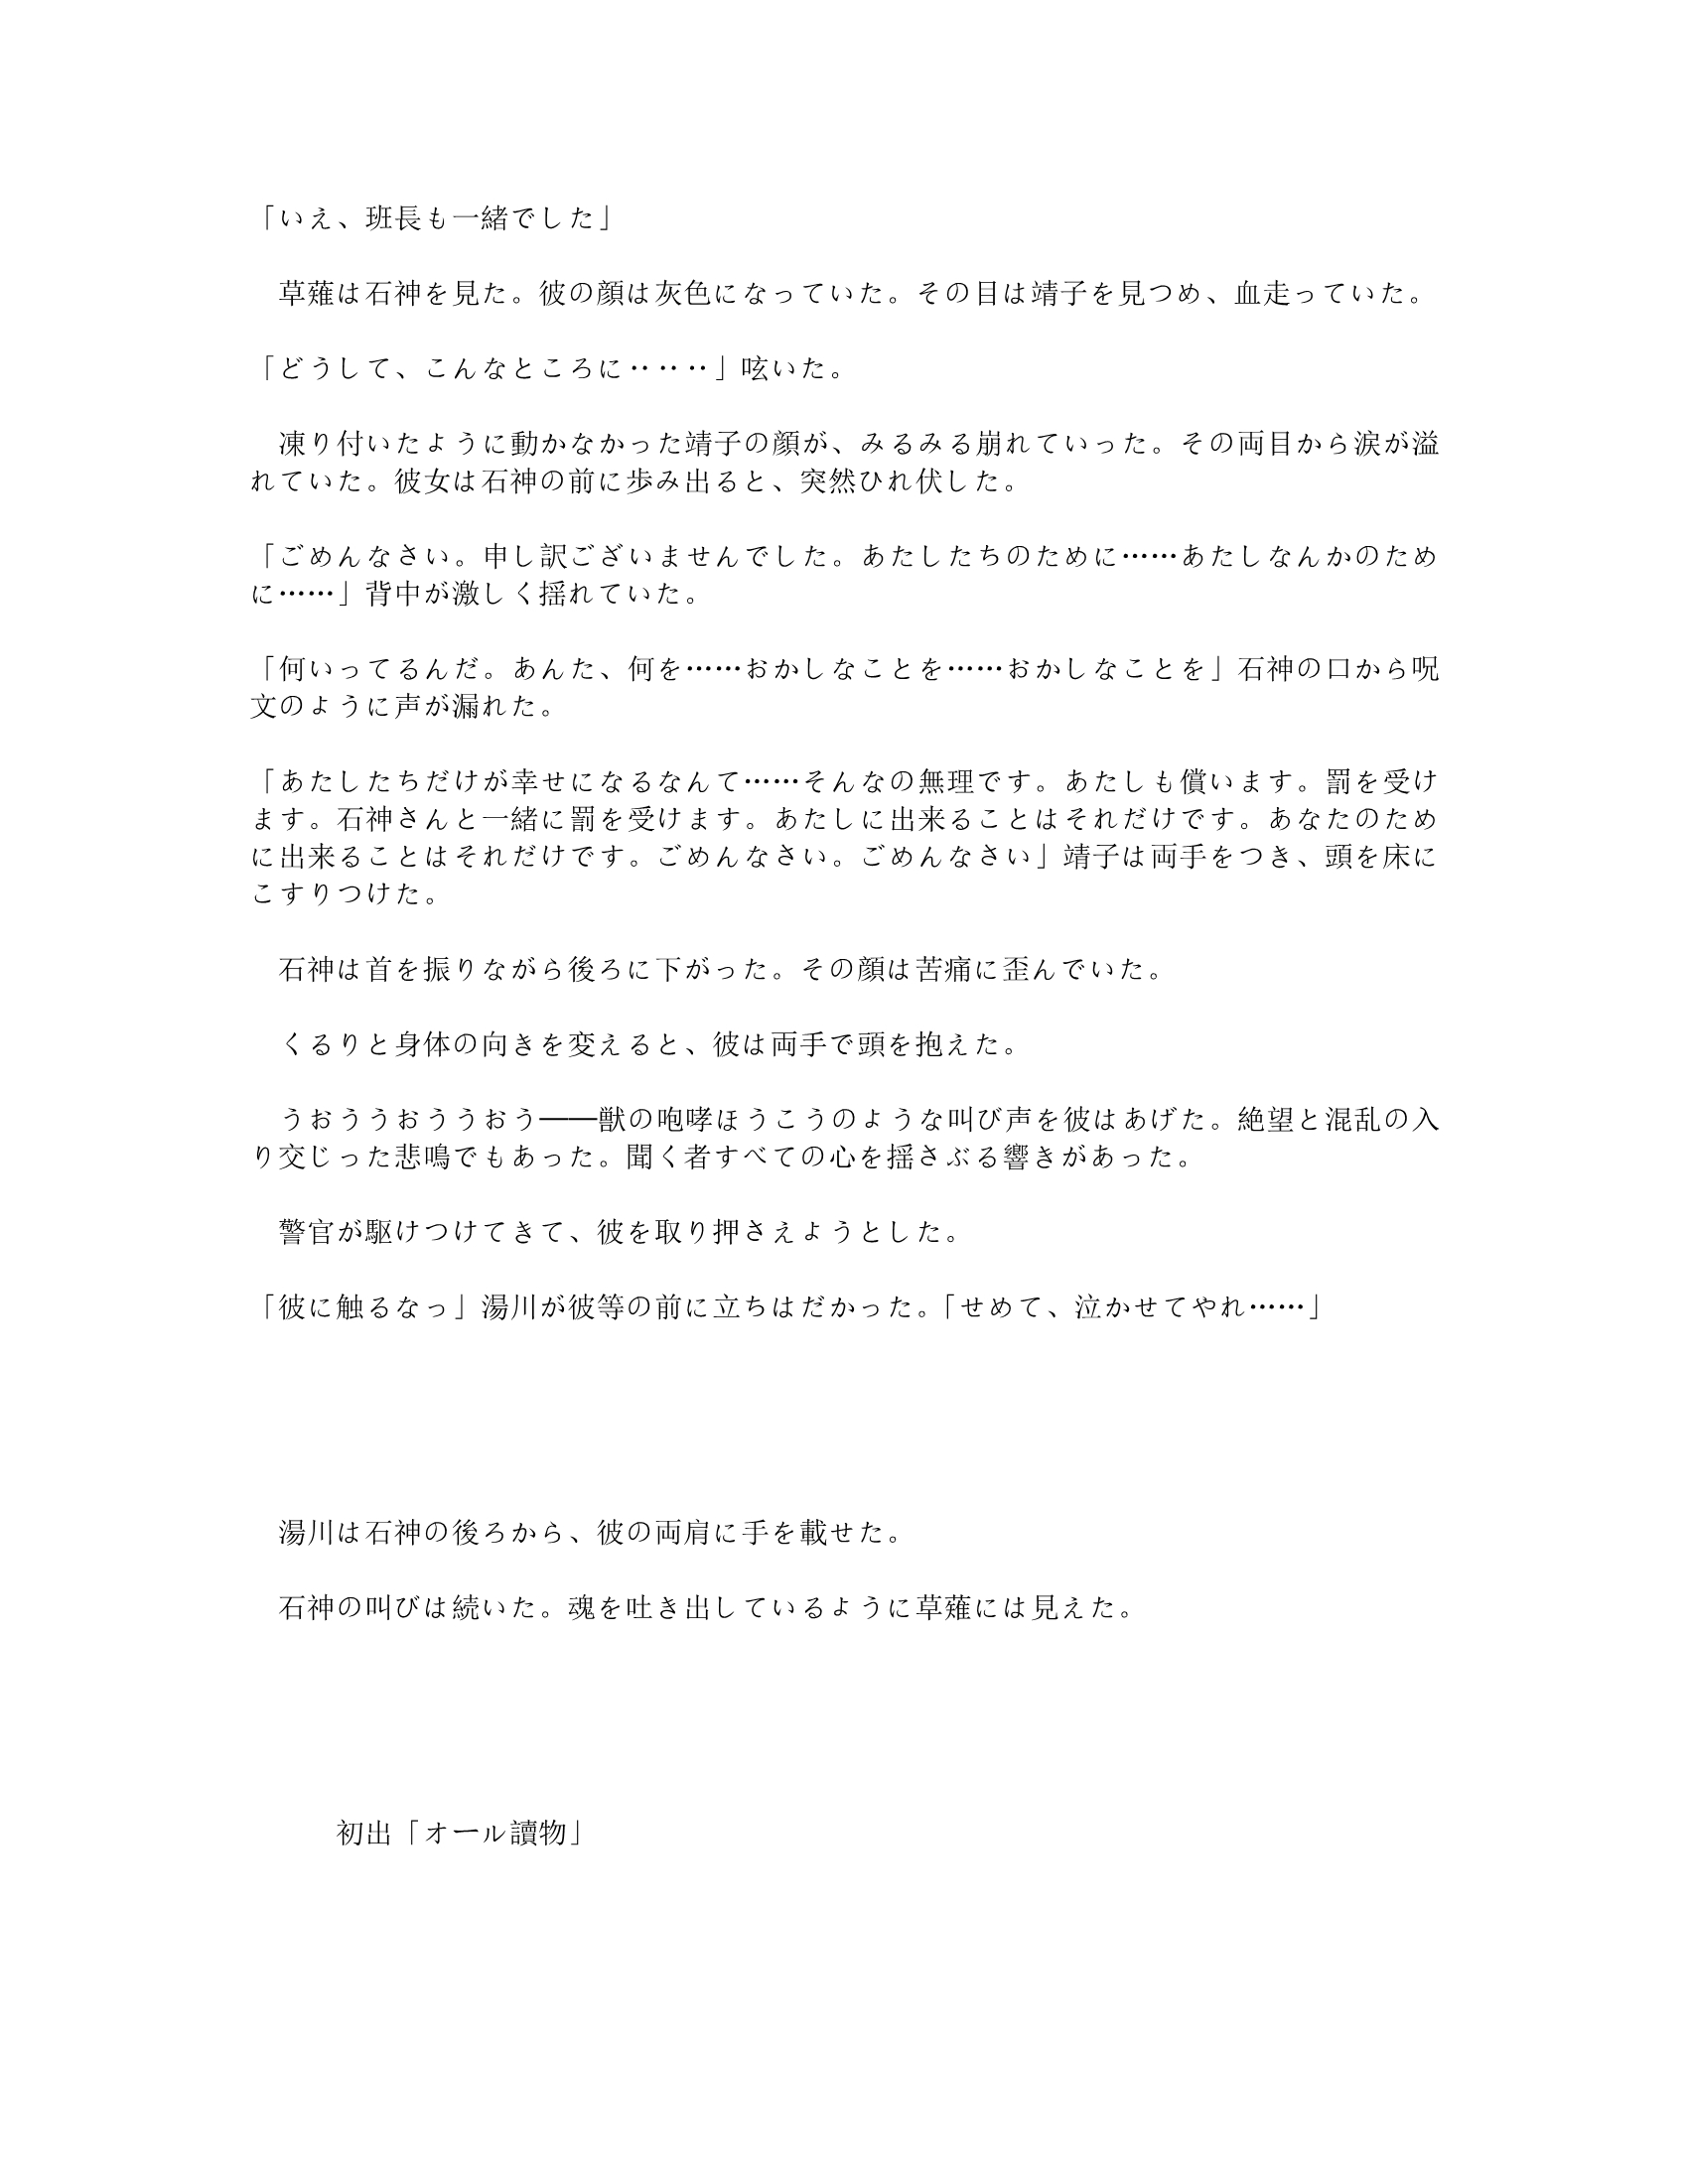 「いえ、班長も一緒でした」
　草薙は石神を見た。彼の顔は灰色になっていた。その目は靖子を見つめ、血走っていた。
「どうして、こんなところに‥‥‥」呟いた。
　凍り付いたように動かなかった靖子の顔が、みるみる崩れていった。その両目から涙が溢
れていた。彼女は石神の前に歩み出ると、突然ひれ伏した。
「ごめんなさい。申し訳ございませんでした。あたしたちのために……あたしなんかのため
に……」背中が激しく揺れていた。
「何いってるんだ。あんた、何を……おかしなことを……おかしなことを」石神の口から呪
文のように声が漏れた。
「あたしたちだけが幸せになるなんて……そんなの無理です。あたしも償います。罰を受け
ます。石神さんと一緒に罰を受けます。あたしに出来ることはそれだけです。あなたのため
に出来ることはそれだけです。ごめんなさい。ごめんなさい」靖子は両手をつき、頭を床に
こすりつけた。
　石神は首を振りながら後ろに下がった。その顔は苦痛に歪んでいた。
　くるりと身体の向きを変えると、彼は両手で頭を抱えた。
　うおううおううおう――獣の咆哮ほうこうのような叫び声を彼はあげた。絶望と混乱の入
り交じった悲鳴でもあった。聞く者すべての心を揺さぶる響きがあった。
　警官が駆けつけてきて、彼を取り押さえようとした。
「彼に触るなっ」湯川が彼等の前に立ちはだかった。「せめて、泣かせてやれ……」
　湯川は石神の後ろから、彼の両肩に手を載せた。
　石神の叫びは続いた。魂を吐き出しているように草薙には見えた。
　　　初出「オール讀物」